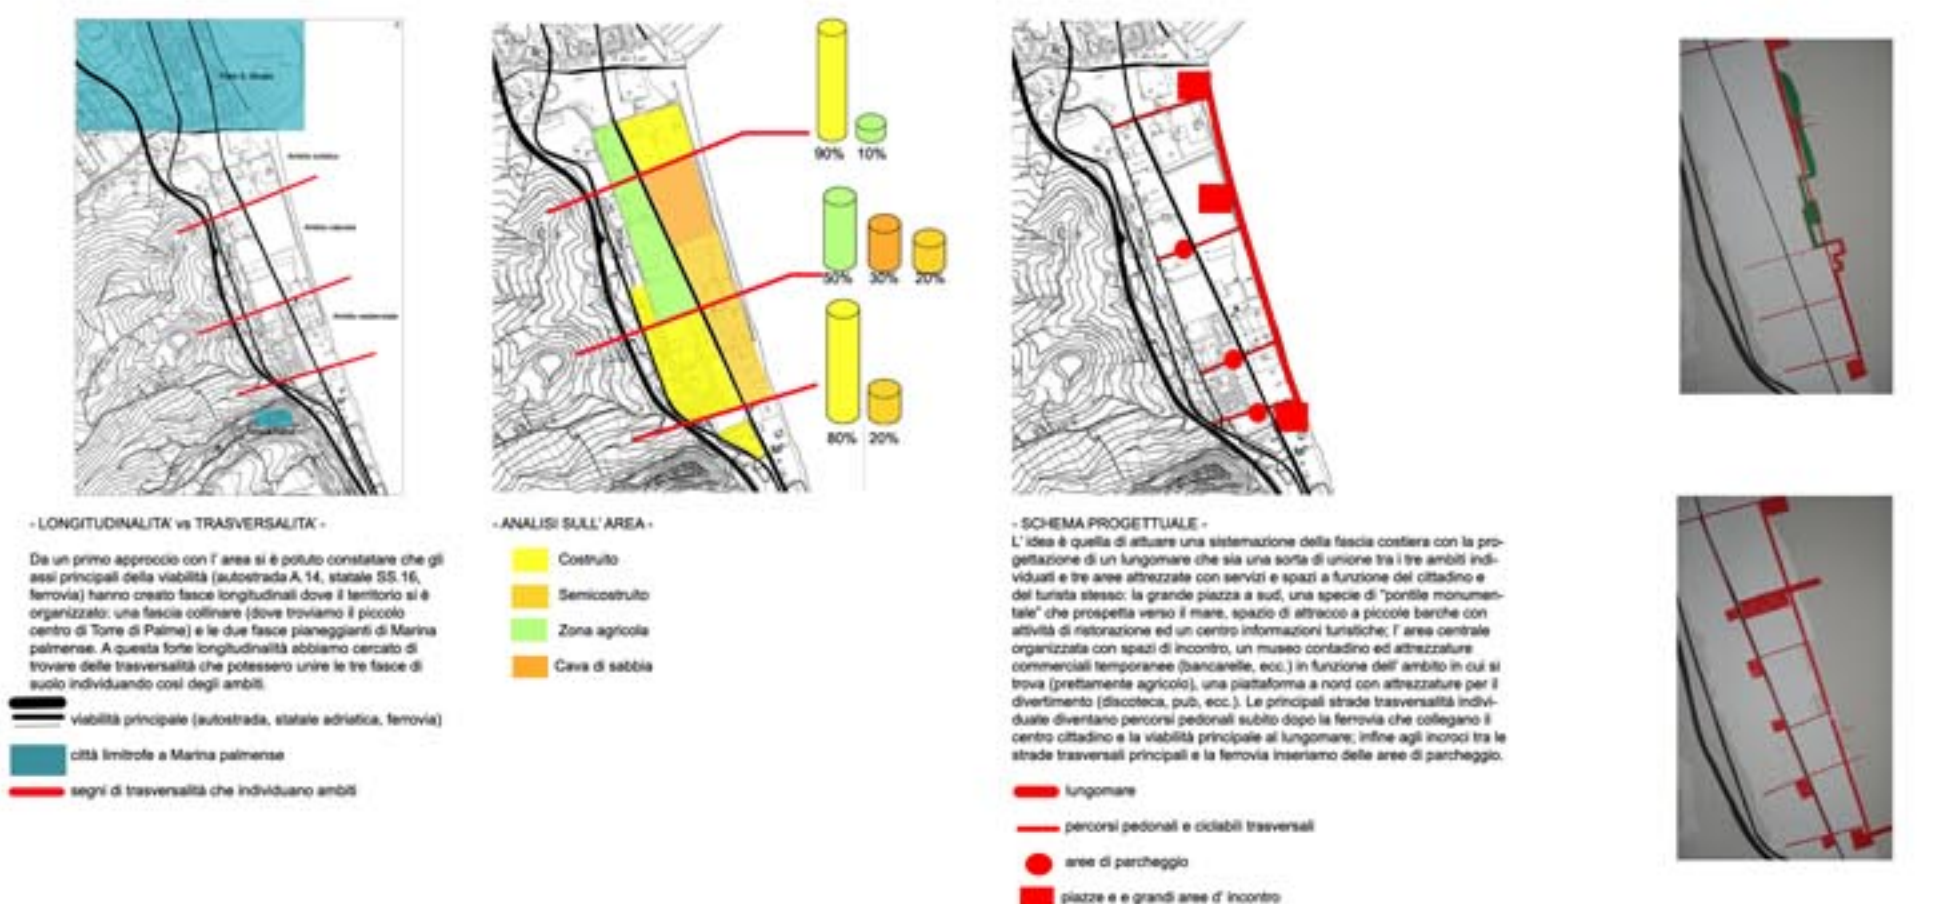 Ambito turistico
Ambito naturale
Ambito residenziale
- LONGITUDINALITA' vs TRASVERSALITA' -
Da un primo approccio con l' area si è potuto constatare che gli
assi principali della viabilità (autostrada A.14, statale SS.16,
ferrovia) hanno creato fasce longitudinali dove il territorio si è
organizzato: una fascia collinare (dove troviamo il piccolo
centro di Torre di Palme) e le due fasce pianeggianti di Marina
palmense. A questa forte longitudinalità abbiamo cercato di
trovare delle trasversalità che potessero unire le tre fasce di
suolo individuando così degli ambiti.
viabilità principale (autostrada, statale adriatica, ferrovia)
città limitrofe a Marina palmense
segni di trasversalità che individuano ambiti
90% 10%
50% 30% 20%
80% 20%
- ANALISI SULL' AREA -
Costruito
Semicostruito
Zona agricola
Cava di sabbia
- SCHEMA PROGETTUALE -
L' idea è quella di attuare una sistemazione della fascia costiera con la pro-
gettazione di un lungomare che sia una sorta di unione tra i tre ambiti indi-
viduati e tre aree attrezzate con servizi e spazi a funzione del cittadino e
del turista stesso: la grande piazza a sud, una specie di "pontile monumen-
tale" che prospetta verso il mare, spazio di attracco a piccole barche con
attività di ristorazione ed un centro informazioni turistiche; l' area centrale
organizzata con spazi di incontro, un museo contadino ed attrezzature
commerciali temporanee (bancarelle, ecc.) in funzione dell' ambito in cui si
trova (prettamente agricolo), una piattaforma a nord con attrezzature per il
divertimento (discoteca, pub, ecc.). Le principali strade trasversalità indivi-
duate diventano percorsi pedonali subito dopo la ferrovia che collegano il
centro cittadino e la viabilità principale al lungomare; infine agli incroci tra le
strade trasversali principali e la ferrovia inseriamo delle aree di parcheggio.
lungomare
percorsi pedonali e ciclabili trasversali
aree di parcheggio
piazze e e grandi aree d' incontro